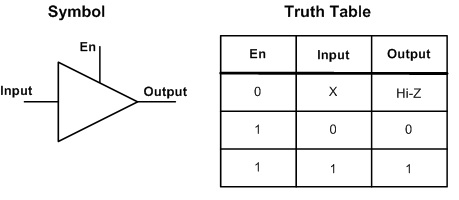 Symbol
En
Input
Output
Truth Table
En Input Output
0 X Hi-Z
1 0 0
1 1 1